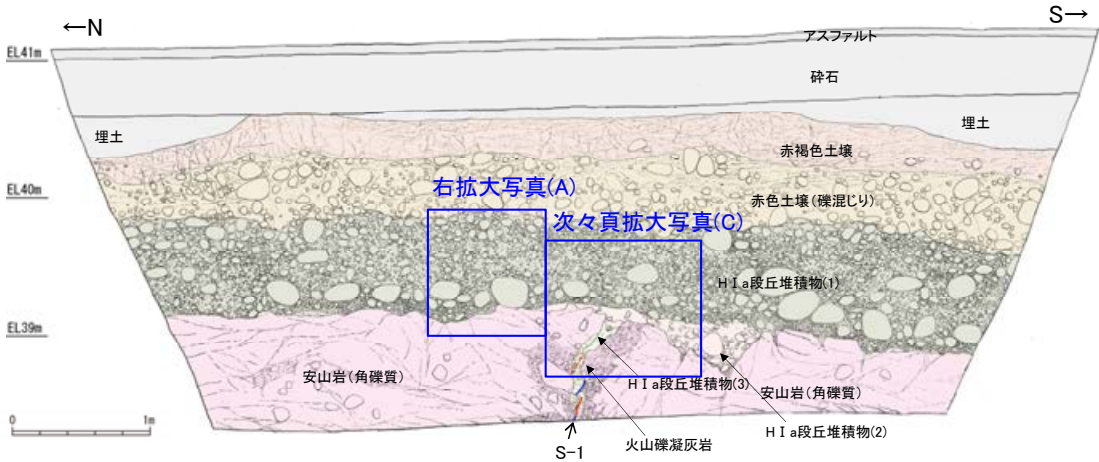 ←N
S→
アスファルト
EL41m
砕石
埋土
埋土
赤褐色土壌
右拡大写真(A)
EL40m
赤色土壌(礫混じり)
次々頁拡大写真(C)
HⅠa段丘堆積物(1)
EL39m
安山岩(角礫質)
HⅠa段丘堆積物(3)
安山岩(角礫質)
0
1m
HⅠa段丘堆積物(2)
火山礫凝灰岩
S-1